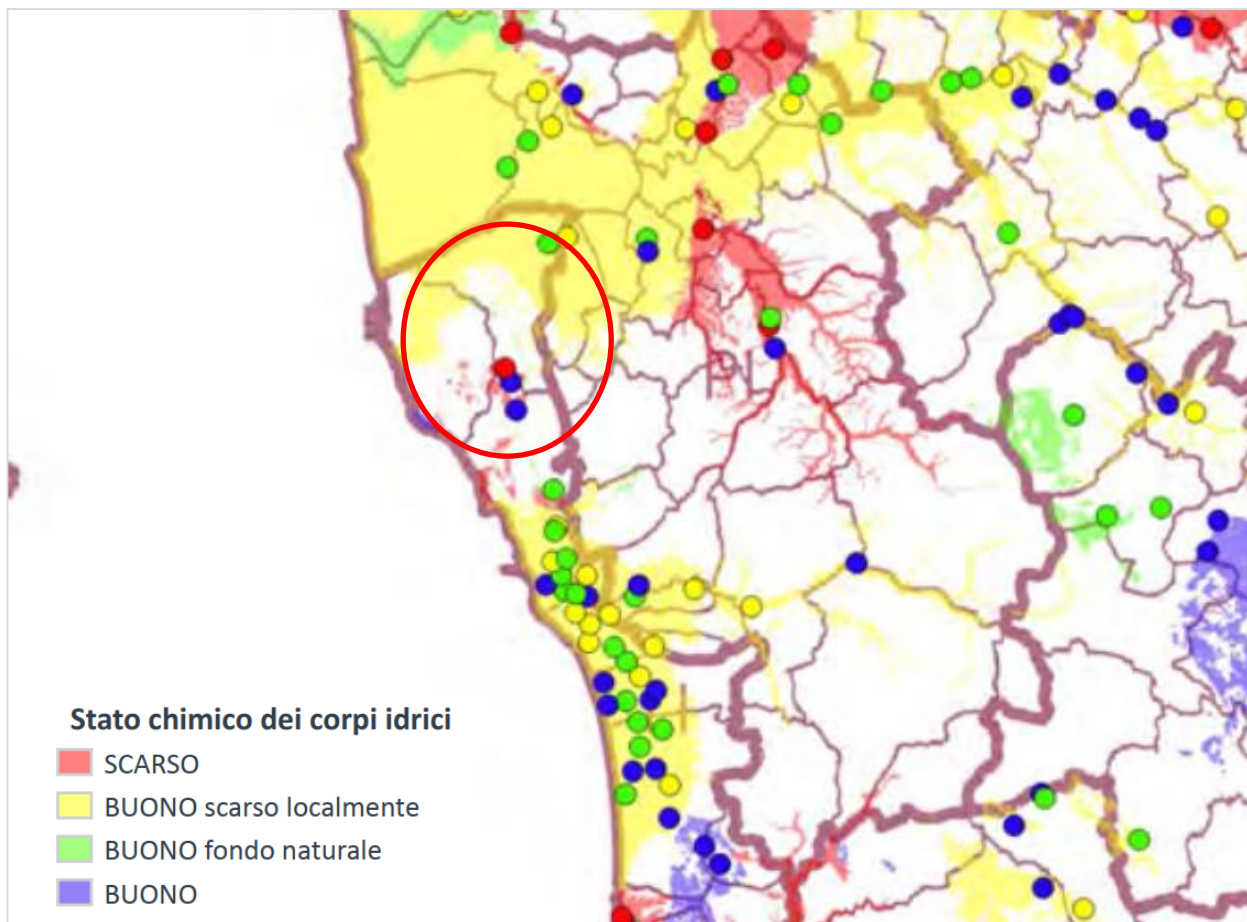 PI
Stato chimico dei corpi idrici
SCARSO
BUONO scarso localmente
BUONO fondo naturale
BUONO